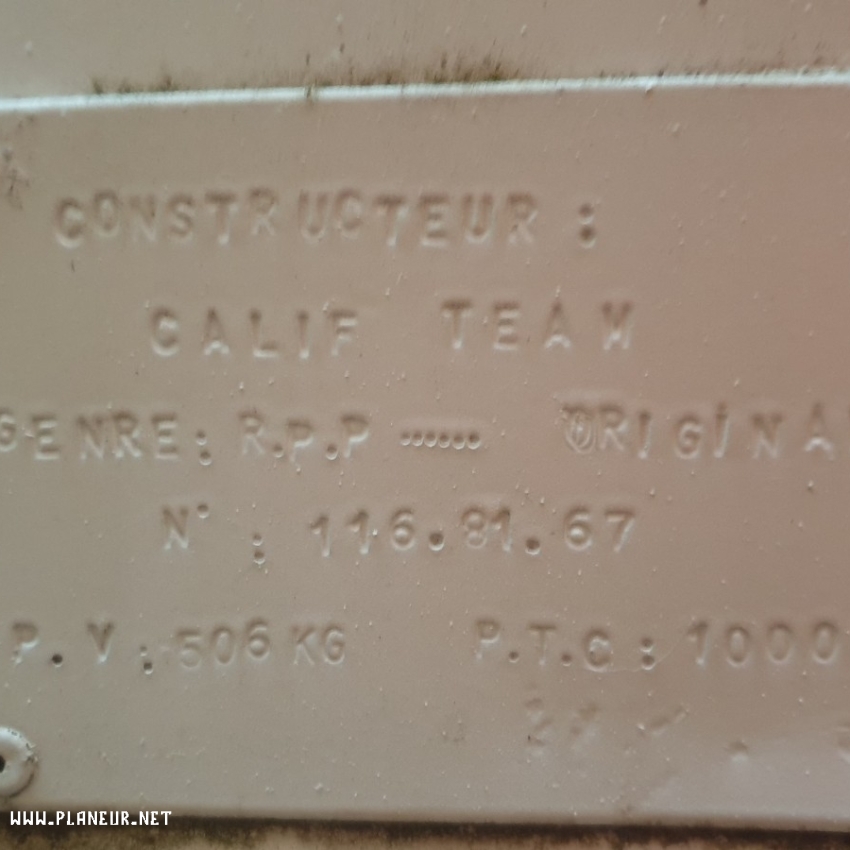 CONSTRUCTEUR :
CALIF TEAM
GENRE: R.P.P ...... ORIGINA
N° : 116.81.67
P.V: 506 KG P.T.C: 1000
WWW.PLANEUR.NET